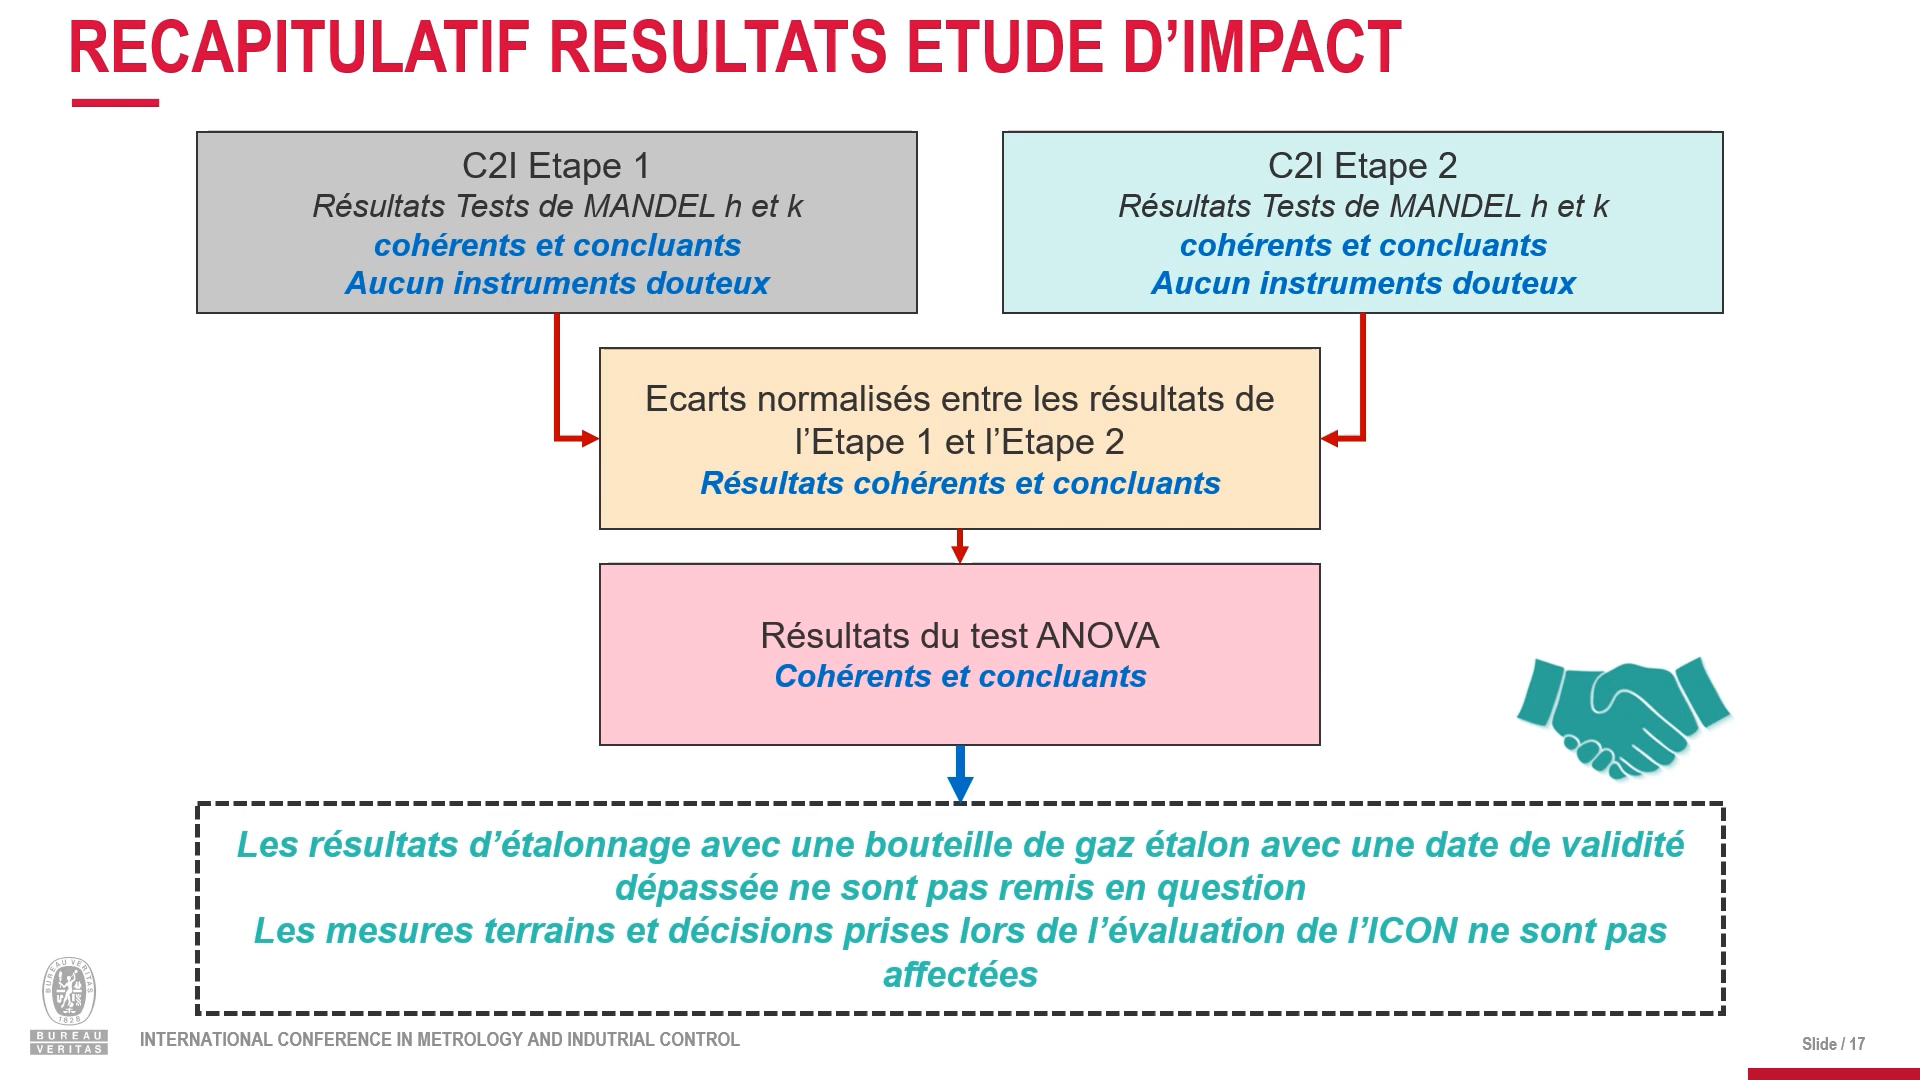 RECAPITULATIF RESULTATS ETUDE D’IMPACT
C2I Etape 1
Résultats Tests de MANDEL h et k
cohérents et concluants
Aucun instruments douteux
C2I Etape 2
Résultats Tests de MANDEL h et k
cohérents et concluants
Aucun instruments douteux
Ecarts normalisés entre les résultats de
l’Etape 1 et l’Etape 2
Résultats cohérents et concluants
Résultats du test ANOVA
Cohérents et concluants
Les résultats d’étalonnage avec une bouteille de gaz étalon avec une date de validité
dépassée ne sont pas remis en question
Les mesures terrains et décisions prises lors de l’évaluation de l’ICON ne sont pas
affectées
BUREAU VERITAS
1828
BUREAU
VERITAS
INTERNATIONAL CONFERENCE IN METROLOGY AND INDUTRIAL CONTROL
Slide / 17